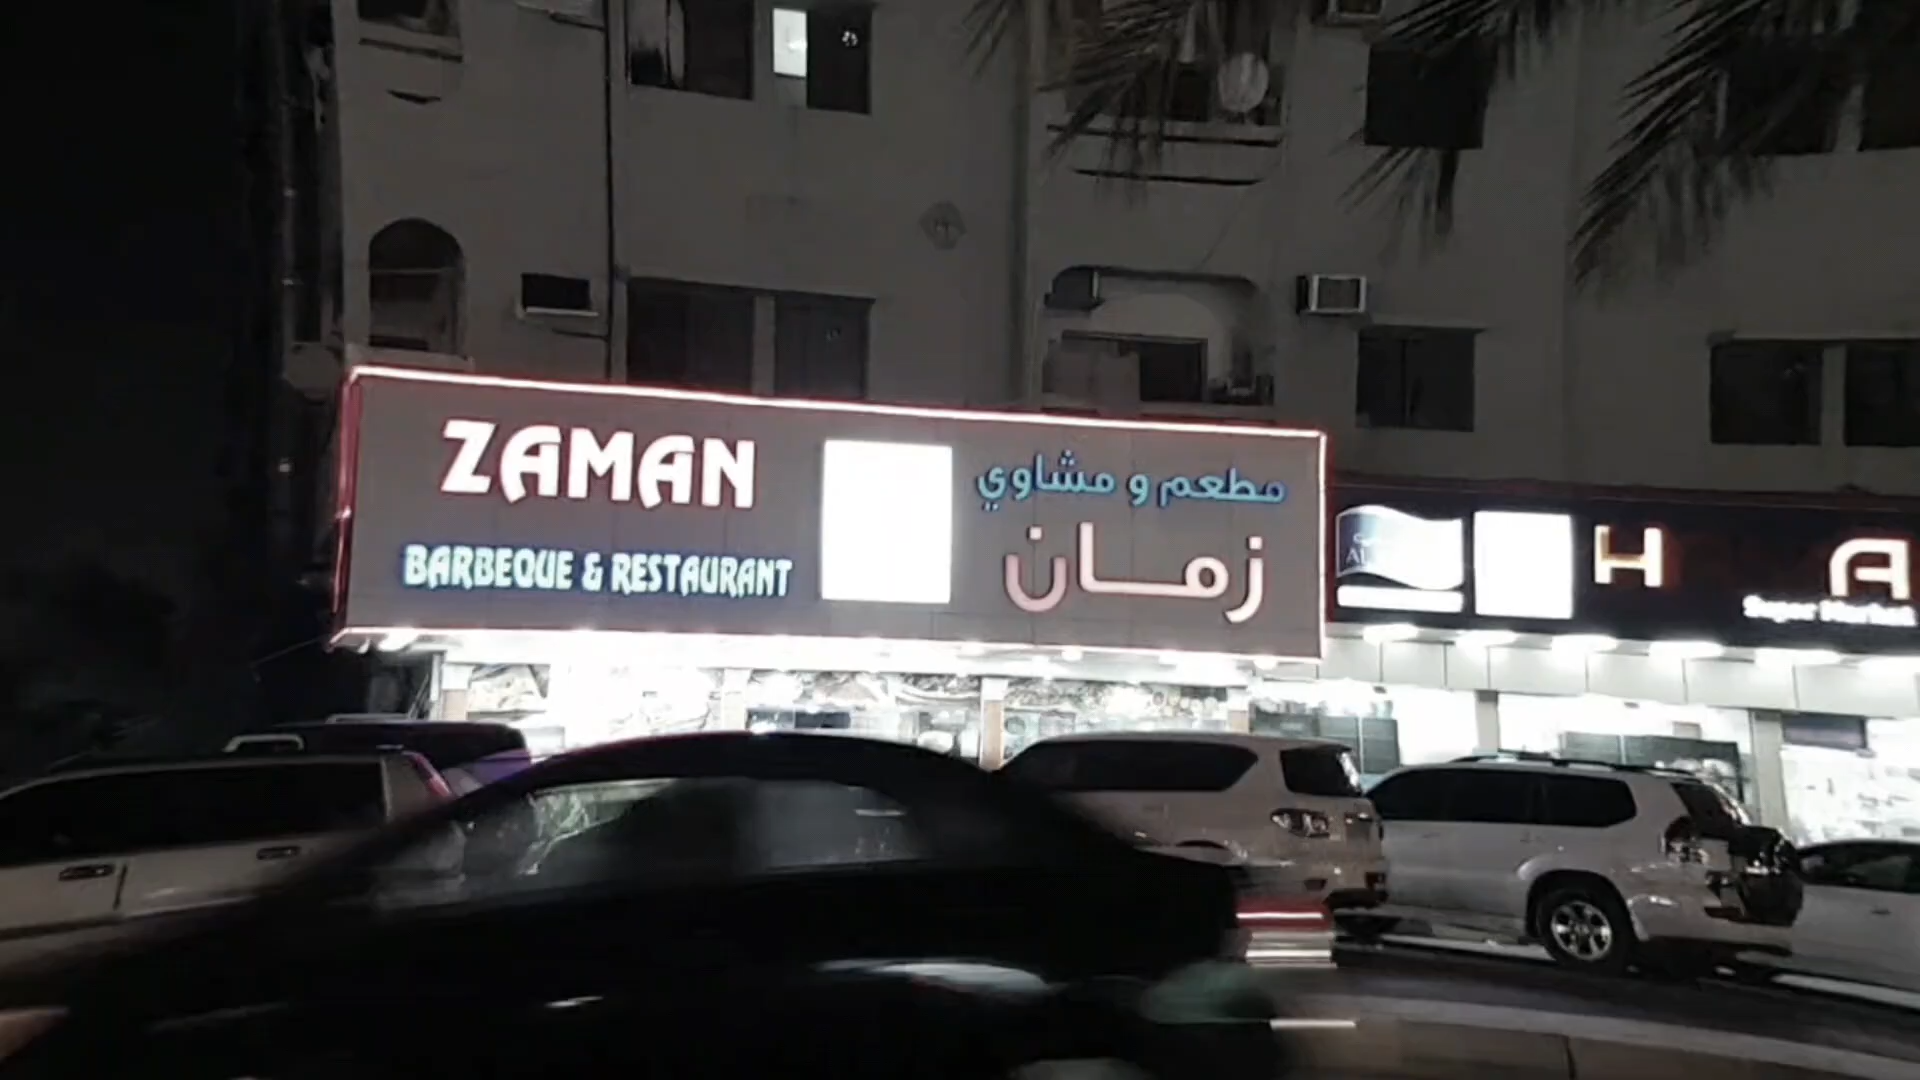 ZAMAN
BARBEQUE & RESTAURANT
مطعم و مشاوي
زمان
H A
Super Market